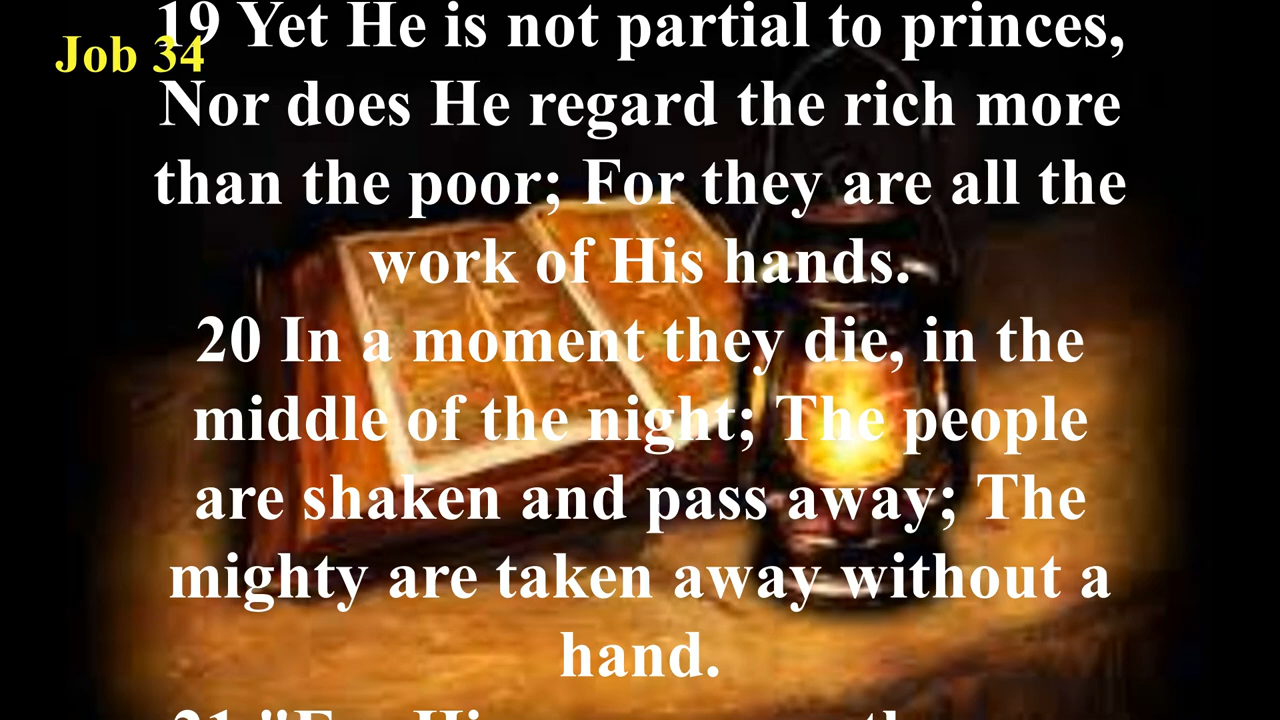 Job 34
19 Yet He is not partial to princes,
Nor does He regard the rich more
than the poor; For they are all the
work of His hands.
20 In a moment they die, in the
middle of the night; The people
are shaken and pass away; The
mighty are taken away without a
hand.